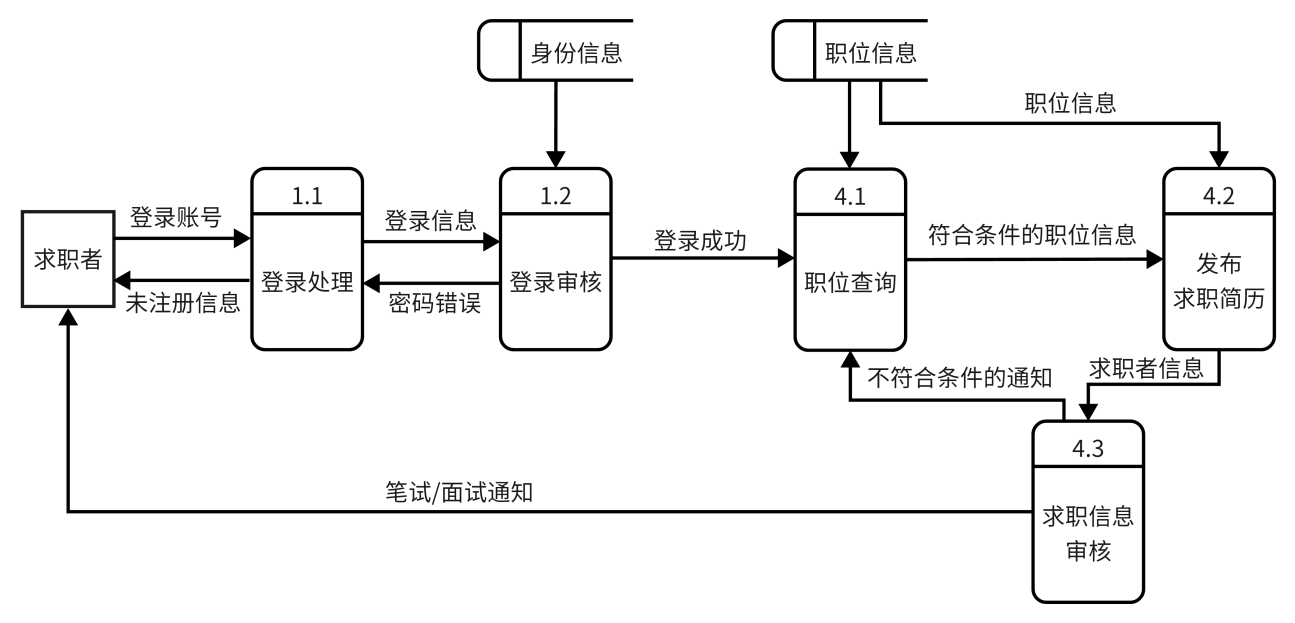 身份信息
职位信息
职位信息
1.1
1.2
4.1
4.2
登录账号
登录信息
登录成功
符合条件的职位信息
求职者
登录处理
登录审核
职位查询
发布
求职简历
未注册信息
密码错误
不符合条件的通知
求职者信息
4.3
笔试/面试通知
求职信息
审核